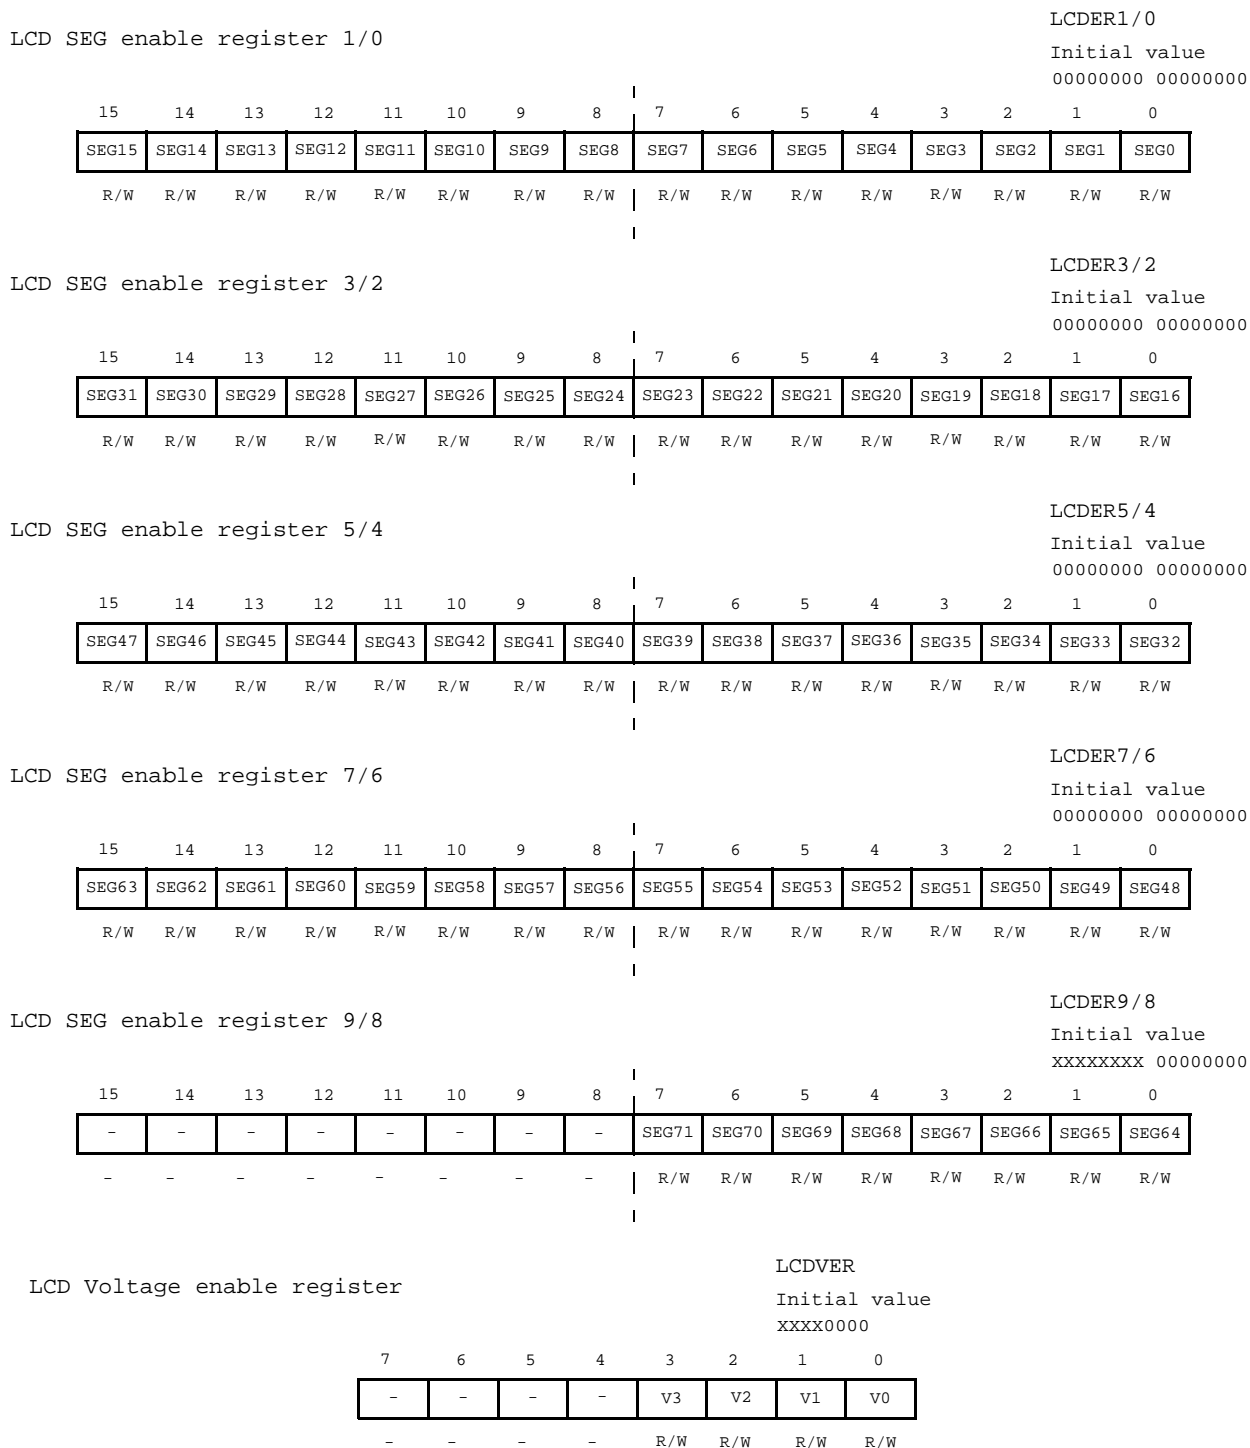 LCDER1/0
LCD SEG enable register 1/0
Initial value
00000000 00000000
15 14 13 12 11 10 9 8 7 6 5 4 3 2 1 0
SEG15 SEG14 SEG13 SEG12 SEG11 SEG10 SEG9 SEG8 SEG7 SEG6 SEG5 SEG4 SEG3 SEG2 SEG1 SEG0
R/W R/W R/W R/W R/W R/W R/W R/W R/W R/W R/W R/W R/W R/W R/W R/W
LCDER3/2
LCD SEG enable register 3/2
Initial value
00000000 00000000
15 14 13 12 11 10 9 8 7 6 5 4 3 2 1 0
SEG31 SEG30 SEG29 SEG28 SEG27 SEG26 SEG25 SEG24 SEG23 SEG22 SEG21 SEG20 SEG19 SEG18 SEG17 SEG16
R/W R/W R/W R/W R/W R/W R/W R/W R/W R/W R/W R/W R/W R/W R/W R/W
LCDER5/4
LCD SEG enable register 5/4
Initial value
00000000 00000000
15 14 13 12 11 10 9 8 7 6 5 4 3 2 1 0
SEG47 SEG46 SEG45 SEG44 SEG43 SEG42 SEG41 SEG40 SEG39 SEG38 SEG37 SEG36 SEG35 SEG34 SEG33 SEG32
R/W R/W R/W R/W R/W R/W R/W R/W R/W R/W R/W R/W R/W R/W R/W R/W
LCDER7/6
LCD SEG enable register 7/6
Initial value
00000000 00000000
15 14 13 12 11 10 9 8 7 6 5 4 3 2 1 0
SEG63 SEG62 SEG61 SEG60 SEG59 SEG58 SEG57 SEG56 SEG55 SEG54 SEG53 SEG52 SEG51 SEG50 SEG49 SEG48
R/W R/W R/W R/W R/W R/W R/W R/W R/W R/W R/W R/W R/W R/W R/W R/W
LCDER9/8
LCD SEG enable register 9/8
Initial value
XXXXXXXX 00000000
15 14 13 12 11 10 9 8 7 6 5 4 3 2 1 0
- - - - - - - - SEG71 SEG70 SEG69 SEG68 SEG67 SEG66 SEG65 SEG64
- - - - - - - - R/W R/W R/W R/W R/W R/W R/W R/W
LCDVER
LCD Voltage enable register
Initial value
XXXX0000
7 6 5 4 3 2 1 0
- - - - V3 V2 V1 V0
- - - - R/W R/W R/W R/W